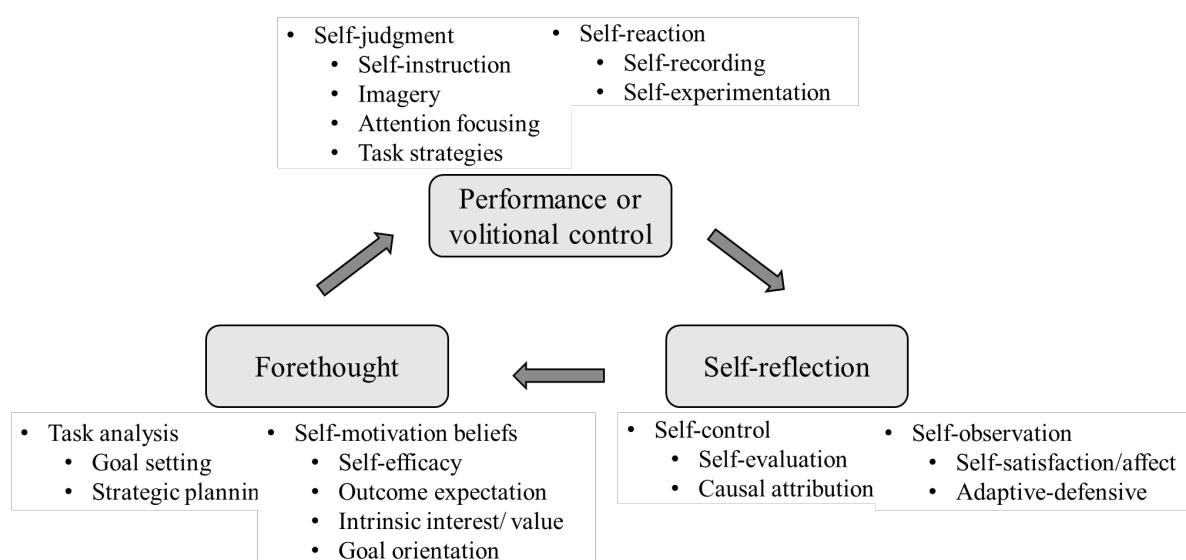 • Self-judgment
• Self-instruction
• Imagery
• Attention focusing
• Task strategies
• Self-reaction
• Self-recording
• Self-experimentation
Performance or
volitional control
Forethought
Self-reflection
• Task analysis
• Goal setting
• Strategic plannin
• Self-motivation beliefs
• Self-efficacy
• Outcome expectation
• Intrinsic interest/ value
• Goal orientation
• Self-control
• Self-evaluation
• Causal attribution
• Self-observation
• Self-satisfaction/affect
• Adaptive-defensive